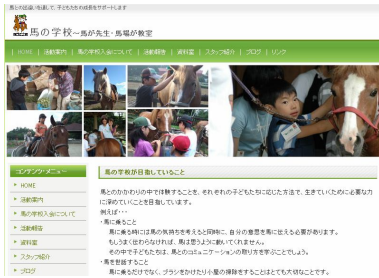 馬との出逢いを通して、子どもたちの成長をサポートします
馬の学校～馬が先生・馬場が教室
| HOME | 活動案内 | 馬の学校入会について | 活動報告 | 資料室 | スタッフ紹介 | ブログ | リンク
コンテンツ・メニュー
HOME
活動案内
馬の学校入会について
活動報告
資料室
スタッフ紹介
ブログ
馬の学校が目指していること
馬とのかかわりの中で体験することを、それぞれの子どもたちに応じた方法で、生きていくために必要な力
に深めていくことを目指しています。
例えば・・・
・馬に乗ること
馬に乗る時には馬の気持ちを考えると同時に、自分の意思を馬に伝える必要があります。
もしうまく伝わらなければ、馬は思うように動いてくれません。
その中で子どもたちは、馬とのコミュニケーションの取り方を学ぶことでしょう。
・馬を世話すること
馬に乗るだけでなく、ブラシをかけたり小屋の掃除をすることはとても大切なことです。